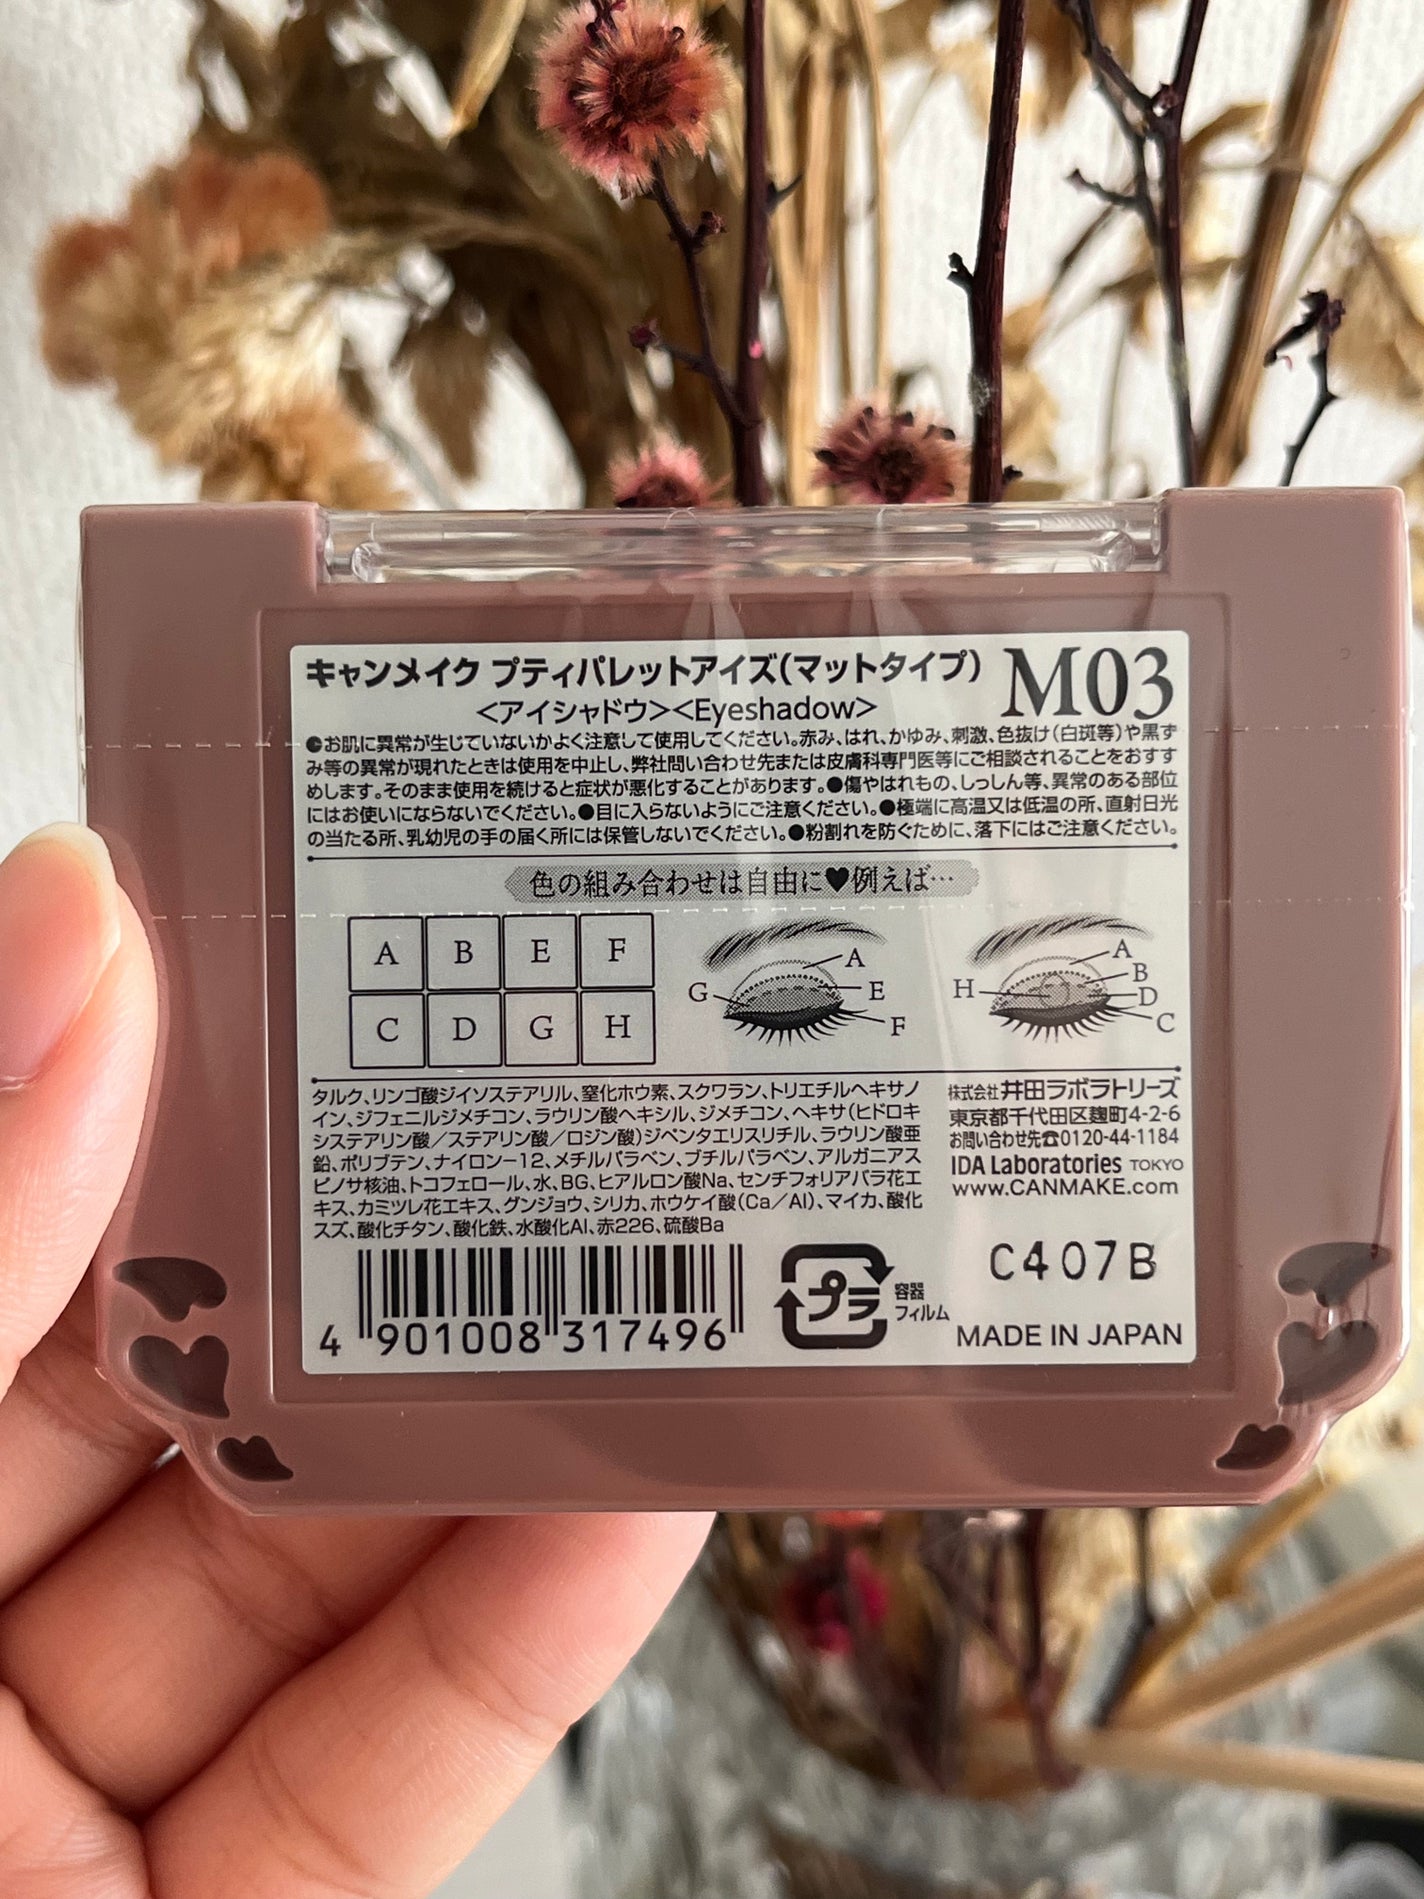 キャンメイク プティパレットアイズ(マットタイプ) M03
<アイシャドウ><Eyeshadow>
●お肌に異常が生じていないかよく注意して使用してください。赤み、はれ、かゆみ、刺激、色抜け(白斑等)や黒ず
み等の異常が現れたときは使用を中止し、弊社問い合わせ先または皮膚科専門医等にご相談されることをおすす
めします。そのまま使用を続けると症状が悪化することがあります。●傷やはれもの、しっしん等、異常のある部位
にはお使いにならないでください。●目に入らないようにご注意ください。●極端に高温又は低温の所、直射日光
の当たる所、乳幼児の手の届く所には保管しないでください。●粉割れを防ぐために、落下にはご注意ください。
色の組み合わせは自由に♥例えば…
A B E F
C D G H
A
G
E
F
A
B
H
D
C
タルク、リンゴ酸ジイソステアリル、窒化ホウ素、スクワラン、トリエチルヘキサノ
イン、ジフェニルジメチコン、ラウリン酸ヘキシル、ジメチコン、ヘキサ(ヒドロキ
システアリン酸/ステアリン酸/ロジン酸)ジペンタエリスリチル、ラウリン酸亜
鉛、ポリブテン、ナイロン-12、メチルパラベン、ブチルパラベン、アルガニアス
ピノサ核油、トコフェロール、水、BG、ヒアルロン酸Na、センチフォリアバラ花エ
キス、カミツレ花エキス、グンジョウ、シリカ、ホウケイ酸(Ca/Al)、マイカ、酸化
スズ、酸化チタン、酸化鉄、水酸化Al、赤226、硫酸Ba
株式会社 井田ラボラトリーズ
東京都千代田区麹町4-2-6
お問い合わせ先☎0120-44-1184
IDA Laboratories TOKYO
www.CANMAKE.com
4 901008 317496
プラ
容器
フィルム
C407B
MADE IN JAPAN